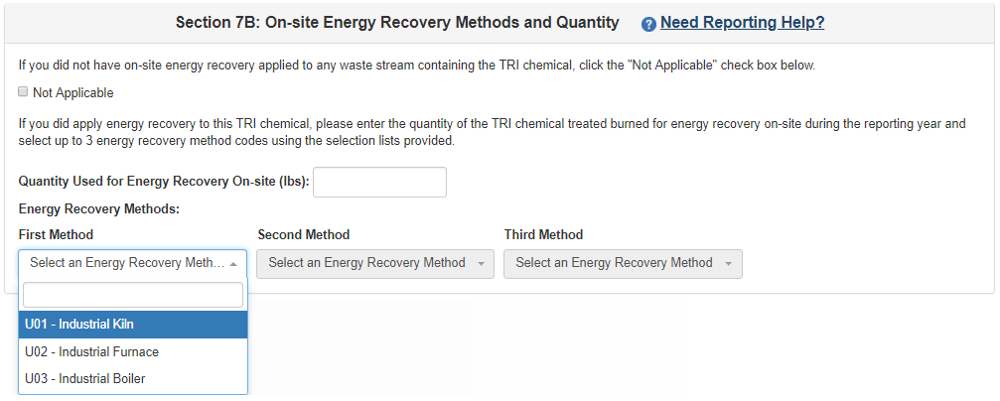 Section 7B: On-site Energy Recovery Methods and Quantity ? Need Reporting Help?
If you did not have on-site energy recovery applied to any waste stream containing the TRI chemical, click the "Not Applicable" check box below.
Not Applicable
If you did apply energy recovery to this TRI chemical, please enter the quantity of the TRI chemical treated burned for energy recovery on-site during the reporting year and
select up to 3 energy recovery method codes using the selection lists provided.
Quantity Used for Energy Recovery On-site (lbs):
Energy Recovery Methods:
First Method Second Method Third Method
Select an Energy Recovery Meth... Select an Energy Recovery Method Select an Energy Recovery Method
U01 - Industrial Kiln
U02 - Industrial Furnace
U03 - Industrial Boiler